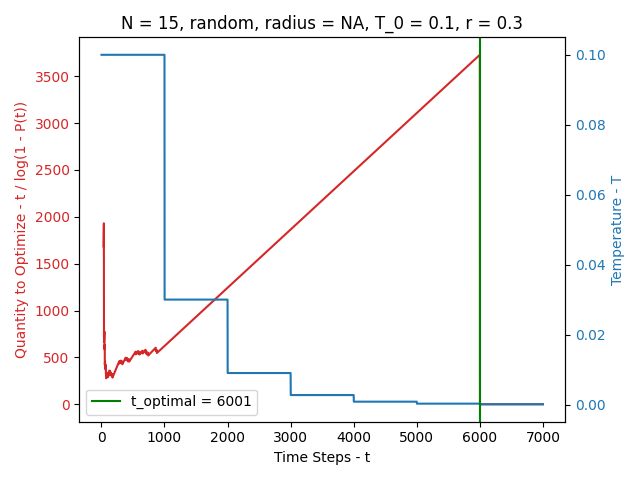 N = 15, random, radius = NA, T_0 = 0.1, r = 0.3
Quantity to Optimize - t / log(1 - P(t))
3500
3000
2500
2000
1500
1000
500
0
0.10
0.08
0.06
0.04
0.02
0.00
Temperature - T
t_optimal = 6001
0 1000 2000 3000 4000 5000 6000 7000
Time Steps - t